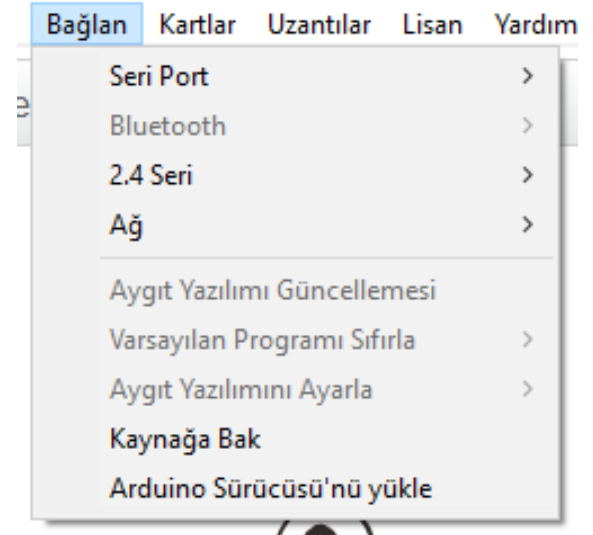 Bağlan Kartlar Uzantılar Lisan Yardım
Seri Port
Bluetooth
2.4 Seri
Ağ
Aygıt Yazılımı Güncellemesi
Varsayılan Programı Sıfırla
Aygıt Yazılımını Ayarla
Kaynağa Bak
Arduino Sürücüsü'nü yükle